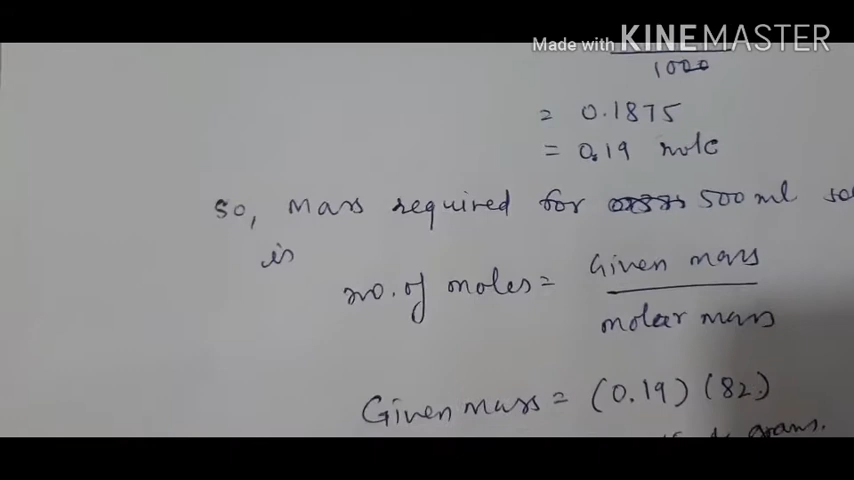 Made with KINEMASTER
1000
= 0.1875
= 0.19 mole
So, Mass required for 500 ml
is
no. of moles = Given mass
molar mass
Given mass = (0.19) (82.)
grams.